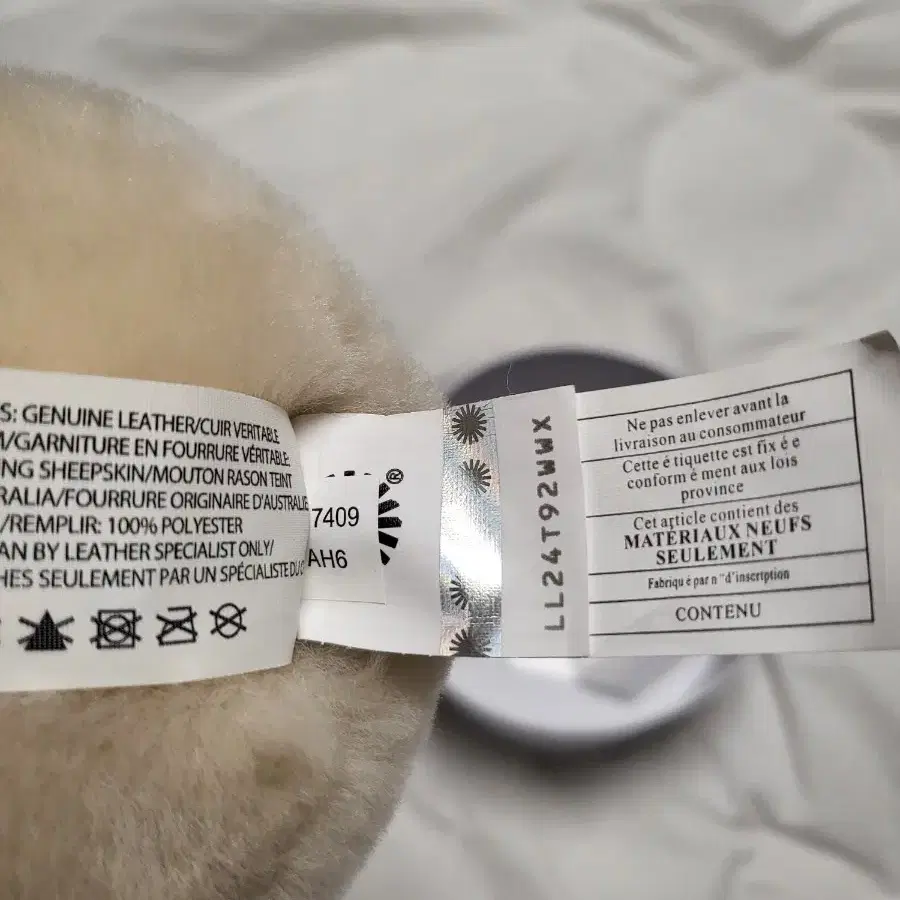 S: GENUINE LEATHER/CUIR VERITABLE
M/GARNITURE EN FOURRURE VÉRITABLE.
NG SHEEPSKIN/MOUTON RASON TEINT
RALIA/FOURRURE ORIGINAIRE D'AUSTRALIE
/REMPLIR: 100% POLYESTER
AN BY LEATHER SPECIALIST ONLY/
HES SEULEMENT PAR UN SPÉCIALISTE DU C
®
7409
AH6
LL24T92WWX
Ne pas enlever avant la
livraison au consommateur
Cette é tiquette est fix é e
conform é ment aux lois
province
Cet article contient des
MATÉRIAUX NEUFS
SEULEMENT
Fabriqu é par n °d'inscription
CONTENU